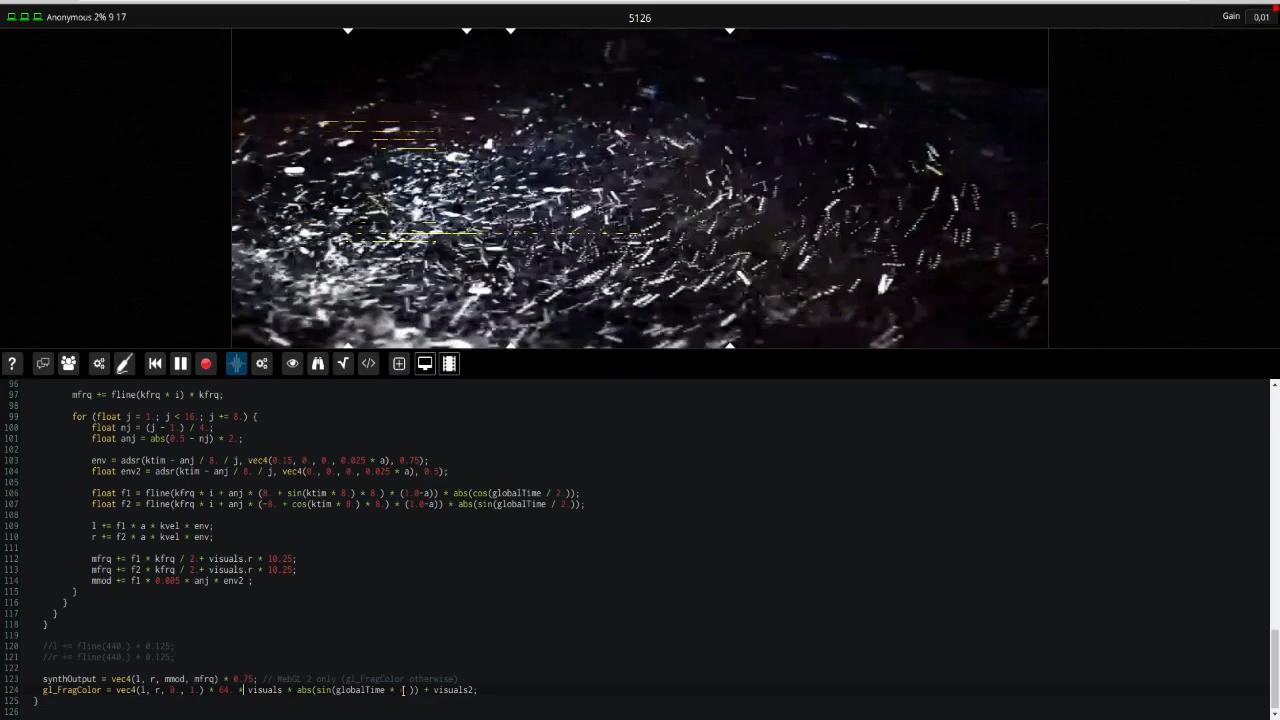 Anonymous 2% 9 17
5126
Gain 0,01
?
96
97 mfrq += fline(kfrq * i) * kfrq;
98
99 for (float j = 1.; j < 16.; j += 8.) {
100 float nj = (j - 1.) / 4.;
101 float anj = abs(0.5 - nj) * 2.;
102
103 env = adsr(ktim - anj / 8. / j, vec4(0.15, 0., 0., 0.025 * a), 0.75);
104 float env2 = adsr(ktim - anj / 8. / j, vec4(0., 0., 0., 0.025 * a), 0.5);
105
106 float f1 = fline(kfrq * i + anj * (8. + sin(ktim * 8.) * 8.) * (1.0-a)) * abs(cos(globalTime / 2.));
107 float f2 = fline(kfrq * i + anj * (-8. + cos(ktim * 8.) * 8.) * (1.0-a)) * abs(sin(globalTime / 2.));
108
109 l += f1 * a * kvel * env;
110 r += f2 * a * kvel * env;
111
112 mfrq += f1 * kfrq / 2.+ visuals.r * 10.25;
113 mfrq += f2 * kfrq / 2.+ visuals.r * 10.25;
114 mmod += f1 * 0.005 * anj * env2 ;
115 }
116 }
117 }
118 }
119
120 //l += fline(440.) * 0.125;
121 //r += fline(440.) * 0.125;
122
123 synthOutput = vec4(l, r, mmod, mfrq) * 0.75; // WebGL 2 only (gl_FragColor otherwise)
124 gl_FragColor = vec4(l, r, 0., 1.) * 64. * visuals * abs(sin(globalTime * )) + visuals2;
125 }
126